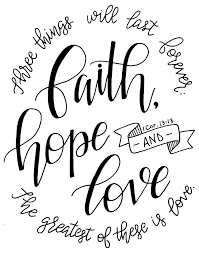 three things will last forever:
faith,
hope
1 Cor. 13:13
-AND-
love
The greatest of these is love.